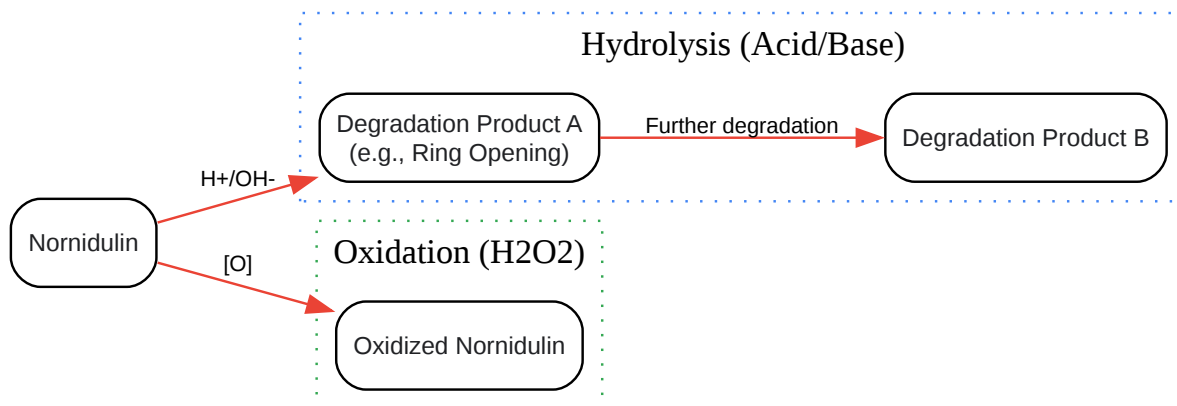 Hydrolysis (Acid/Base)
Degradation Product A
(e.g., Ring Opening)
Further degradation
Degradation Product B
H+/OH-
Nornidulin
[O]
Oxidation (H2O2)
Oxidized Nornidulin